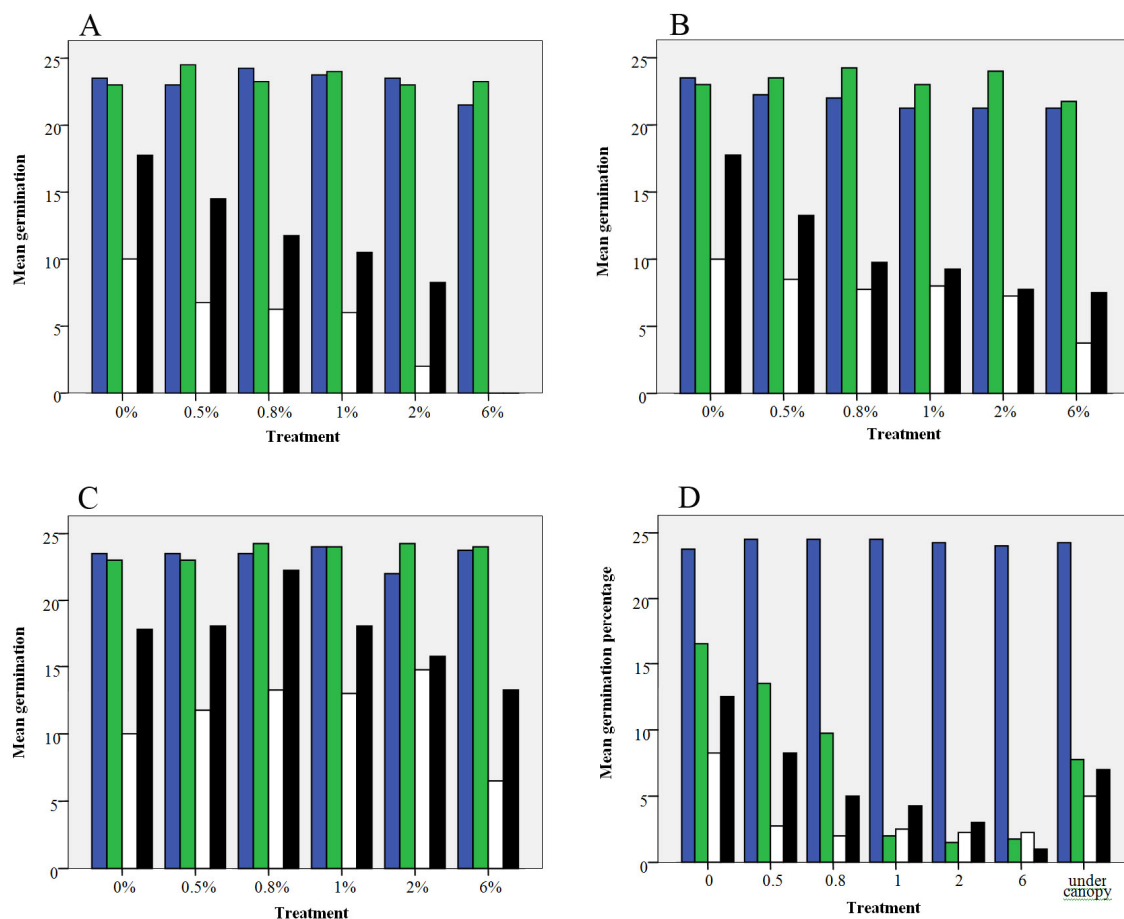 A
Mean germination
25
20
15
10
5
0
0% 0.5% 0.8% 1% 2% 6%
Treatment
B
Mean germination
25
20
15
10
5
0
0% 0.5% 0.8% 1% 2% 6%
Treatment
C
Mean germination
25
20
15
10
5
0
0% 0.5% 0.8% 1% 2% 6%
Treatment
D
Mean germination percentage
25
20
15
10
5
0
0 0.5 0.8 1 2 6 under
canopy
Treatment